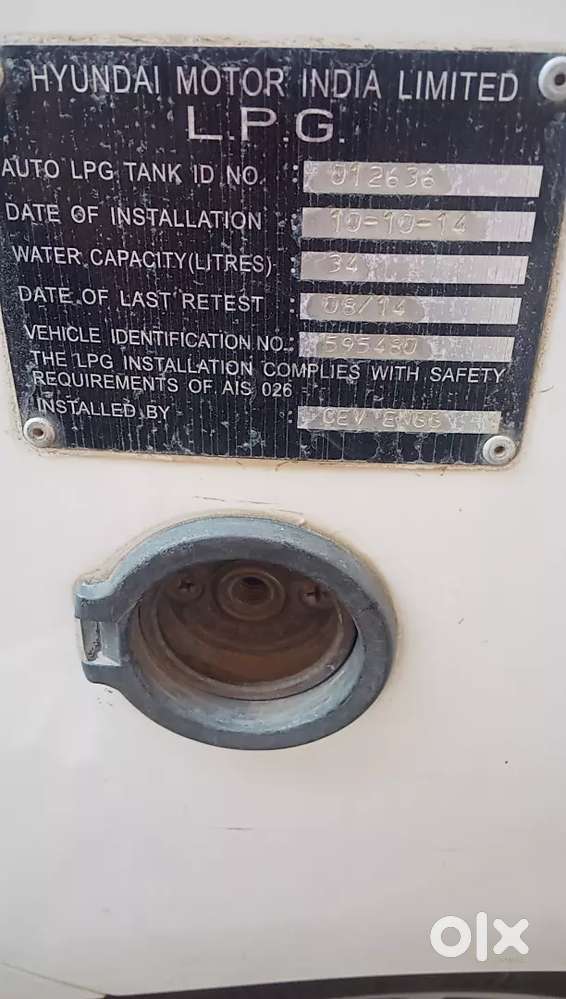 HYUNDAI MOTOR INDIA LIMITED
L.P.G.
AUTO LPG TANK ID NO. : 012636
DATE OF INSTALLATION : 10-10-14
WATER CAPACITY(LITRES) : 34
DATE OF LAST RETEST : 08/14
VEHICLE IDENTIFICATION NO. : 595480
THE LPG INSTALLATION COMPLIES WITH SAFETY
REQUIREMENTS OF AIS 026
INSTALLED BY : CEV ENGG
olx